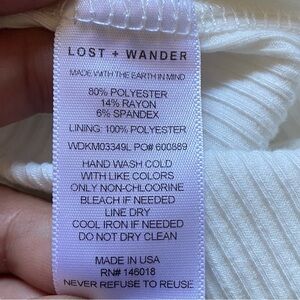 LOST + WANDER
MADE WITH THE EARTH IN MIND
80% POLYESTER
14% RAYON
6% SPANDEX
LINING: 100% POLYESTER
WDKM03349L PO# 600889
HAND WASH COLD
WITH LIKE COLORS
ONLY NON-CHLOORINE
BLEACH IF NEEDED
LINE DRY
COOL IRON IF NEEDED
DO NOT DRY CLEAN
MADE IN USA
RN# 146018
NEVER REFUSE TO REUSE